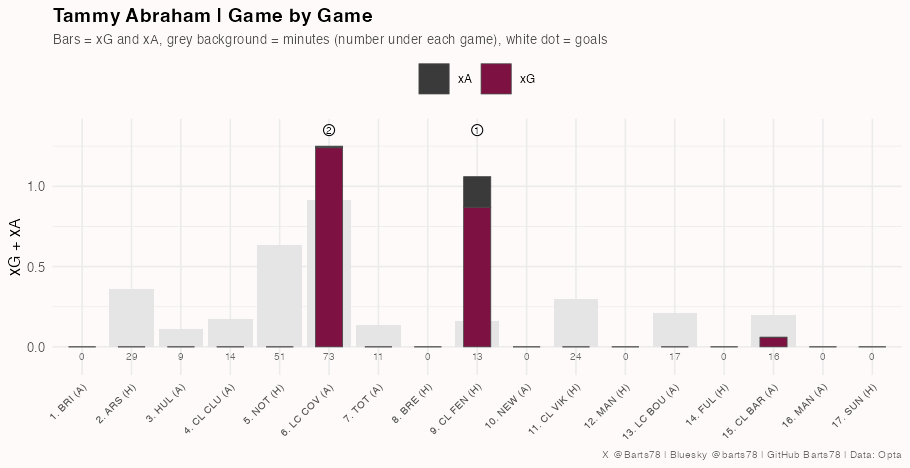 Tammy Abraham | Game by Game
Bars = xG and xA, grey background = minutes (number under each game), white dot = goals
xA xG
2 1
1.0
0.5
0.0
xG + xA
0 29 9 14 51 73 11 0 13 0 24 0 17 0 16 0 0
1. BRI (A)
2. ARS (H)
3. HUL (A)
4. CL CLU (A)
5. NOT (H)
6. LC COV (A)
7. TOT (A)
8. BRE (H)
9. CL FEN (H)
10. NEW (A)
11. CL VIK (H)
12. MAN (H)
13. LC BOU (A)
14. FUL (H)
15. CL BAR (A)
16. MAN (A)
17. SUN (H)
X @Barts78 | Bluesky @barts78 | GitHub Barts78 | Data: Opta